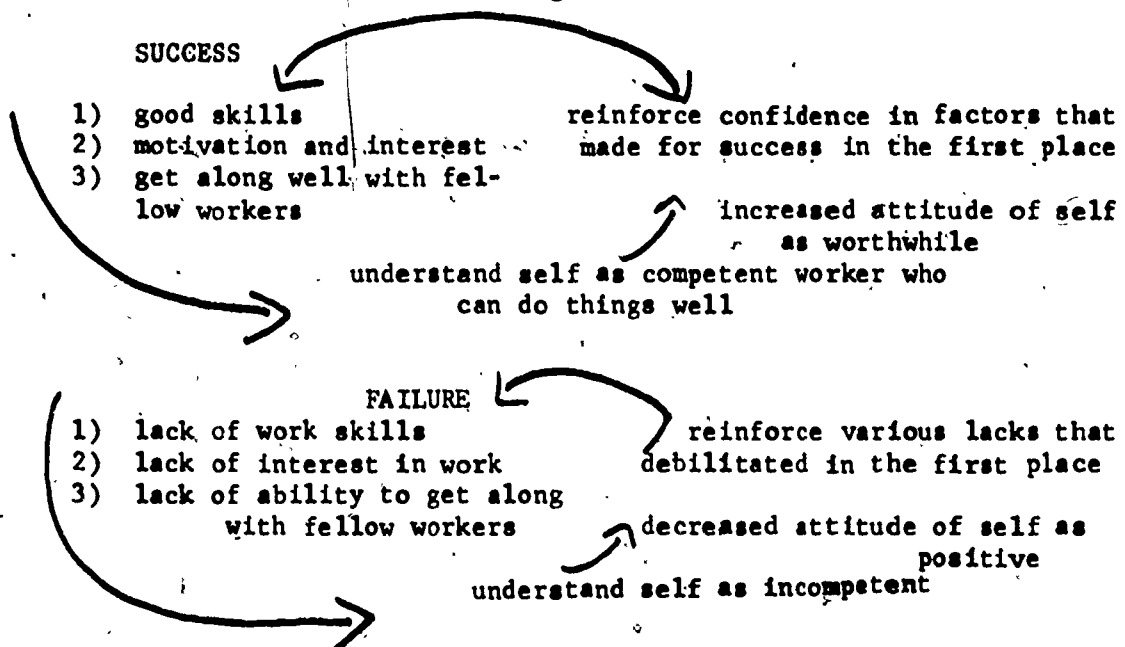 SUCCESS
1) good skills
2) motivation and interest
3) get along well with fel-
low workers
reinforce confidence in factors that
made for success in the first place
increased attitude of self
as worthwhile
understand self as competent worker who
can do things well
FAILURE
1) lack of work skills
2) lack of interest in work
3) lack of ability to get along
with fellow workers
reinforce various lacks that
debilitated in the first place
decreased attitude of self as
positive
understand self as incompetent